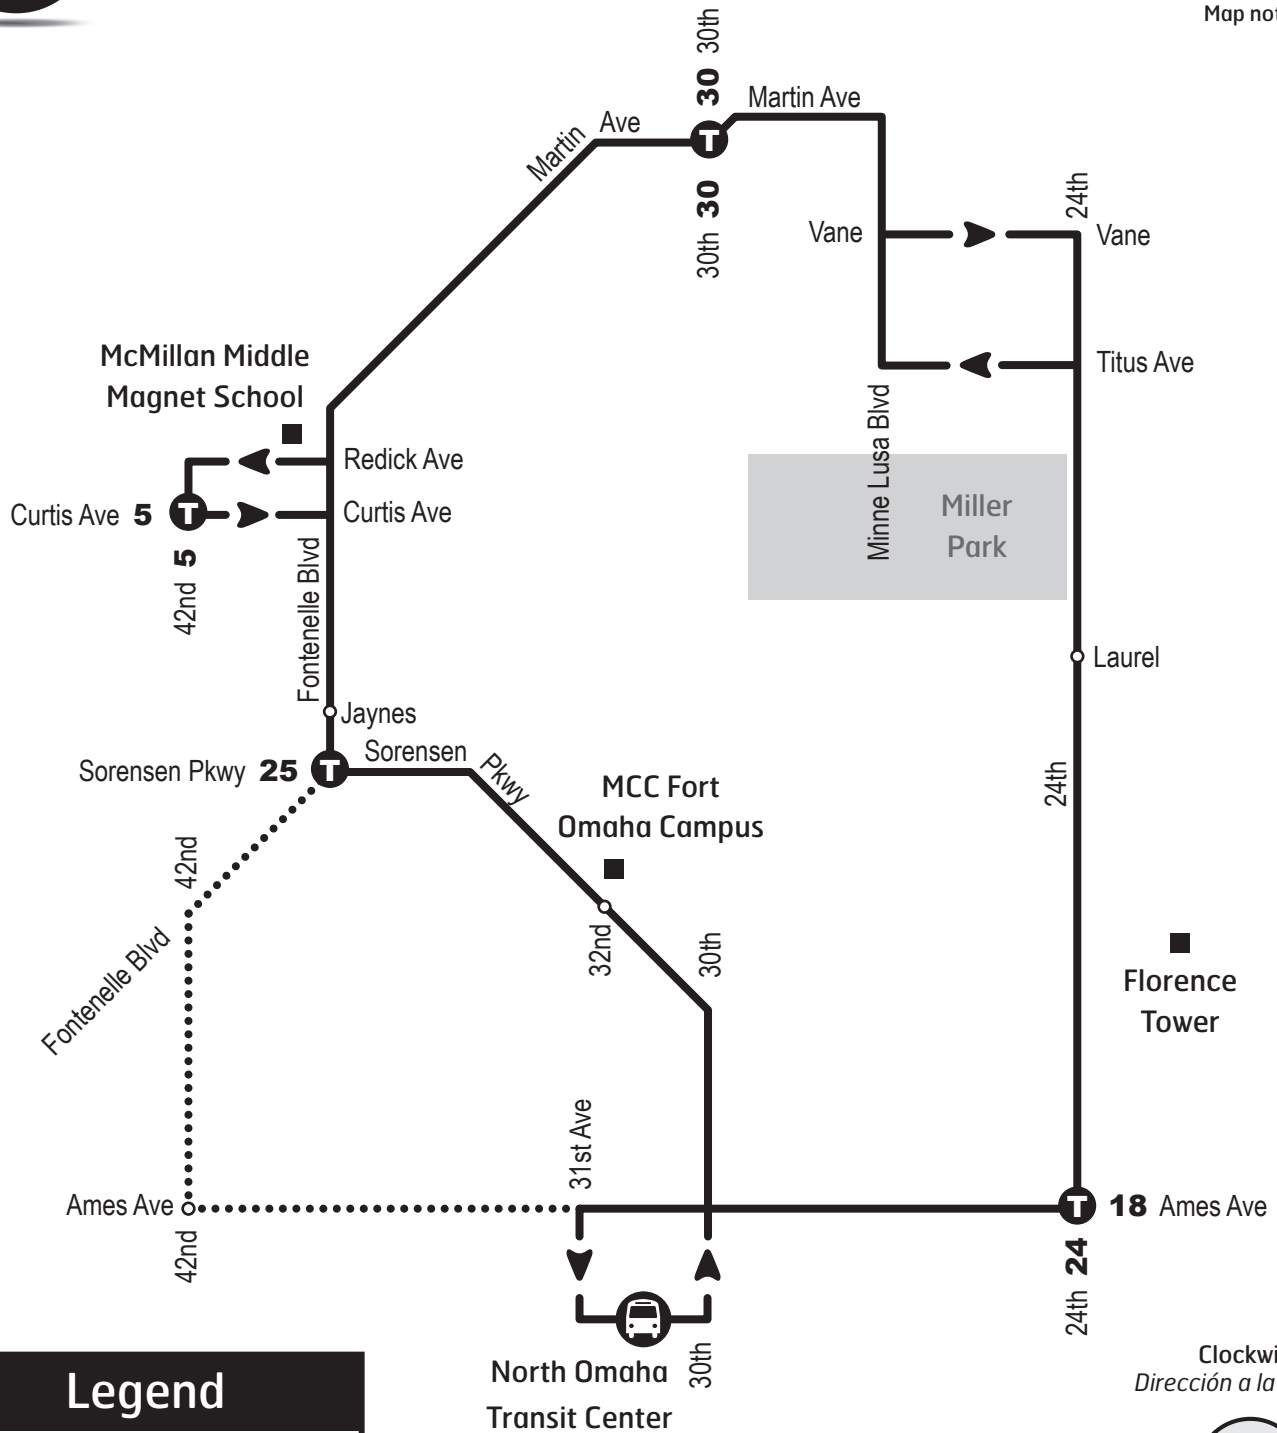 Map not
30th
30
Martin Ave
Martin
Ave
30
30th
24th
Vane
Vane
McMillan Middle
Magnet School
Titus Ave
Minne Lusa Blvd
Redick Ave
Curtis Ave 5
Curtis Ave
5
42nd
Miller
Park
Fontenelle Blvd
Laurel
Jaynes
Sorensen Pkwy 25
Sorensen
Pkwy
24th
MCC Fort
Omaha Campus
42nd
Fontenelle Blvd
32nd
30th
Florence
Tower
31st Ave
Ames Ave
42nd
18 Ames Ave
24
24th
North Omaha
Transit Center
30th
Legend
Clockwi
Dirección a la
T
T
T
T